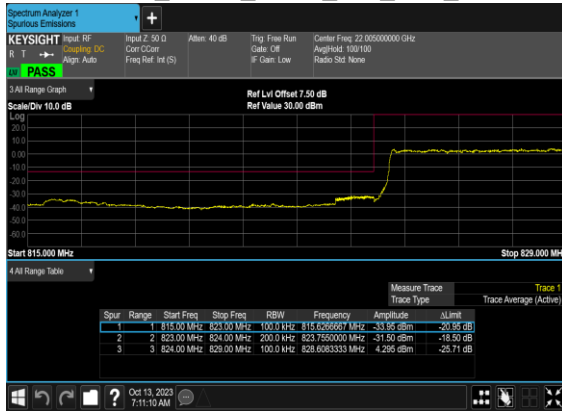 Spectrum Analyzer 1
Spurious Emissions
KEYSIGHT
R T
Input: RF
Coupling: DC
Align: Auto
Input Z: 50 Ω
Corr CCorr
Freq Ref: Int (S)
Atten: 40 dB
Trig: Free Run
Gate: Off
IF Gain: Low
Center Freq: 22.005000000 GHz
Avg|Hold: 100/100
Radio Std: None
PASS
3 All Range Graph
Scale/Div 10.0 dB
Ref Lvl Offset 7.50 dB
Ref Value 30.00 dBm
Log
20.0
10.0
0.00
-10.0
-20.0
-30.0
-40.0
-50.0
-60.0
Start 815.000 MHz
Stop 829.000 MHz
4 All Range Table
Measure Trace Trace 1
Trace Type Trace Average (Active)
Spur Range Start Freq Stop Freq RBW Frequency Amplitude ΔLimit
1 1 815.00 MHz 823.00 MHz 100.0 kHz 815.6266667 MHz -33.95 dBm -20.95 dB
2 2 823.00 MHz 824.00 MHz 200.0 kHz 823.7550000 MHz -31.50 dBm -18.50 dB
3 3 824.00 MHz 829.00 MHz 100.0 kHz 828.6083333 MHz 4.295 dBm -25.71 dB
?
Oct 13, 2023
7:11:10 AM